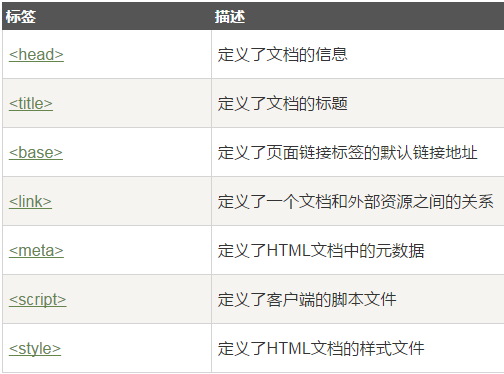 标签 描述
<head> 定义了文档的信息
<title> 定义了文档的标题
<base> 定义了页面链接标签的默认链接地址
<link> 定义了一个文档和外部资源之间的关系
<meta> 定义了HTML文档中的元数据
<script> 定义了客户端的脚本文件
<style> 定义了HTML文档的样式文件